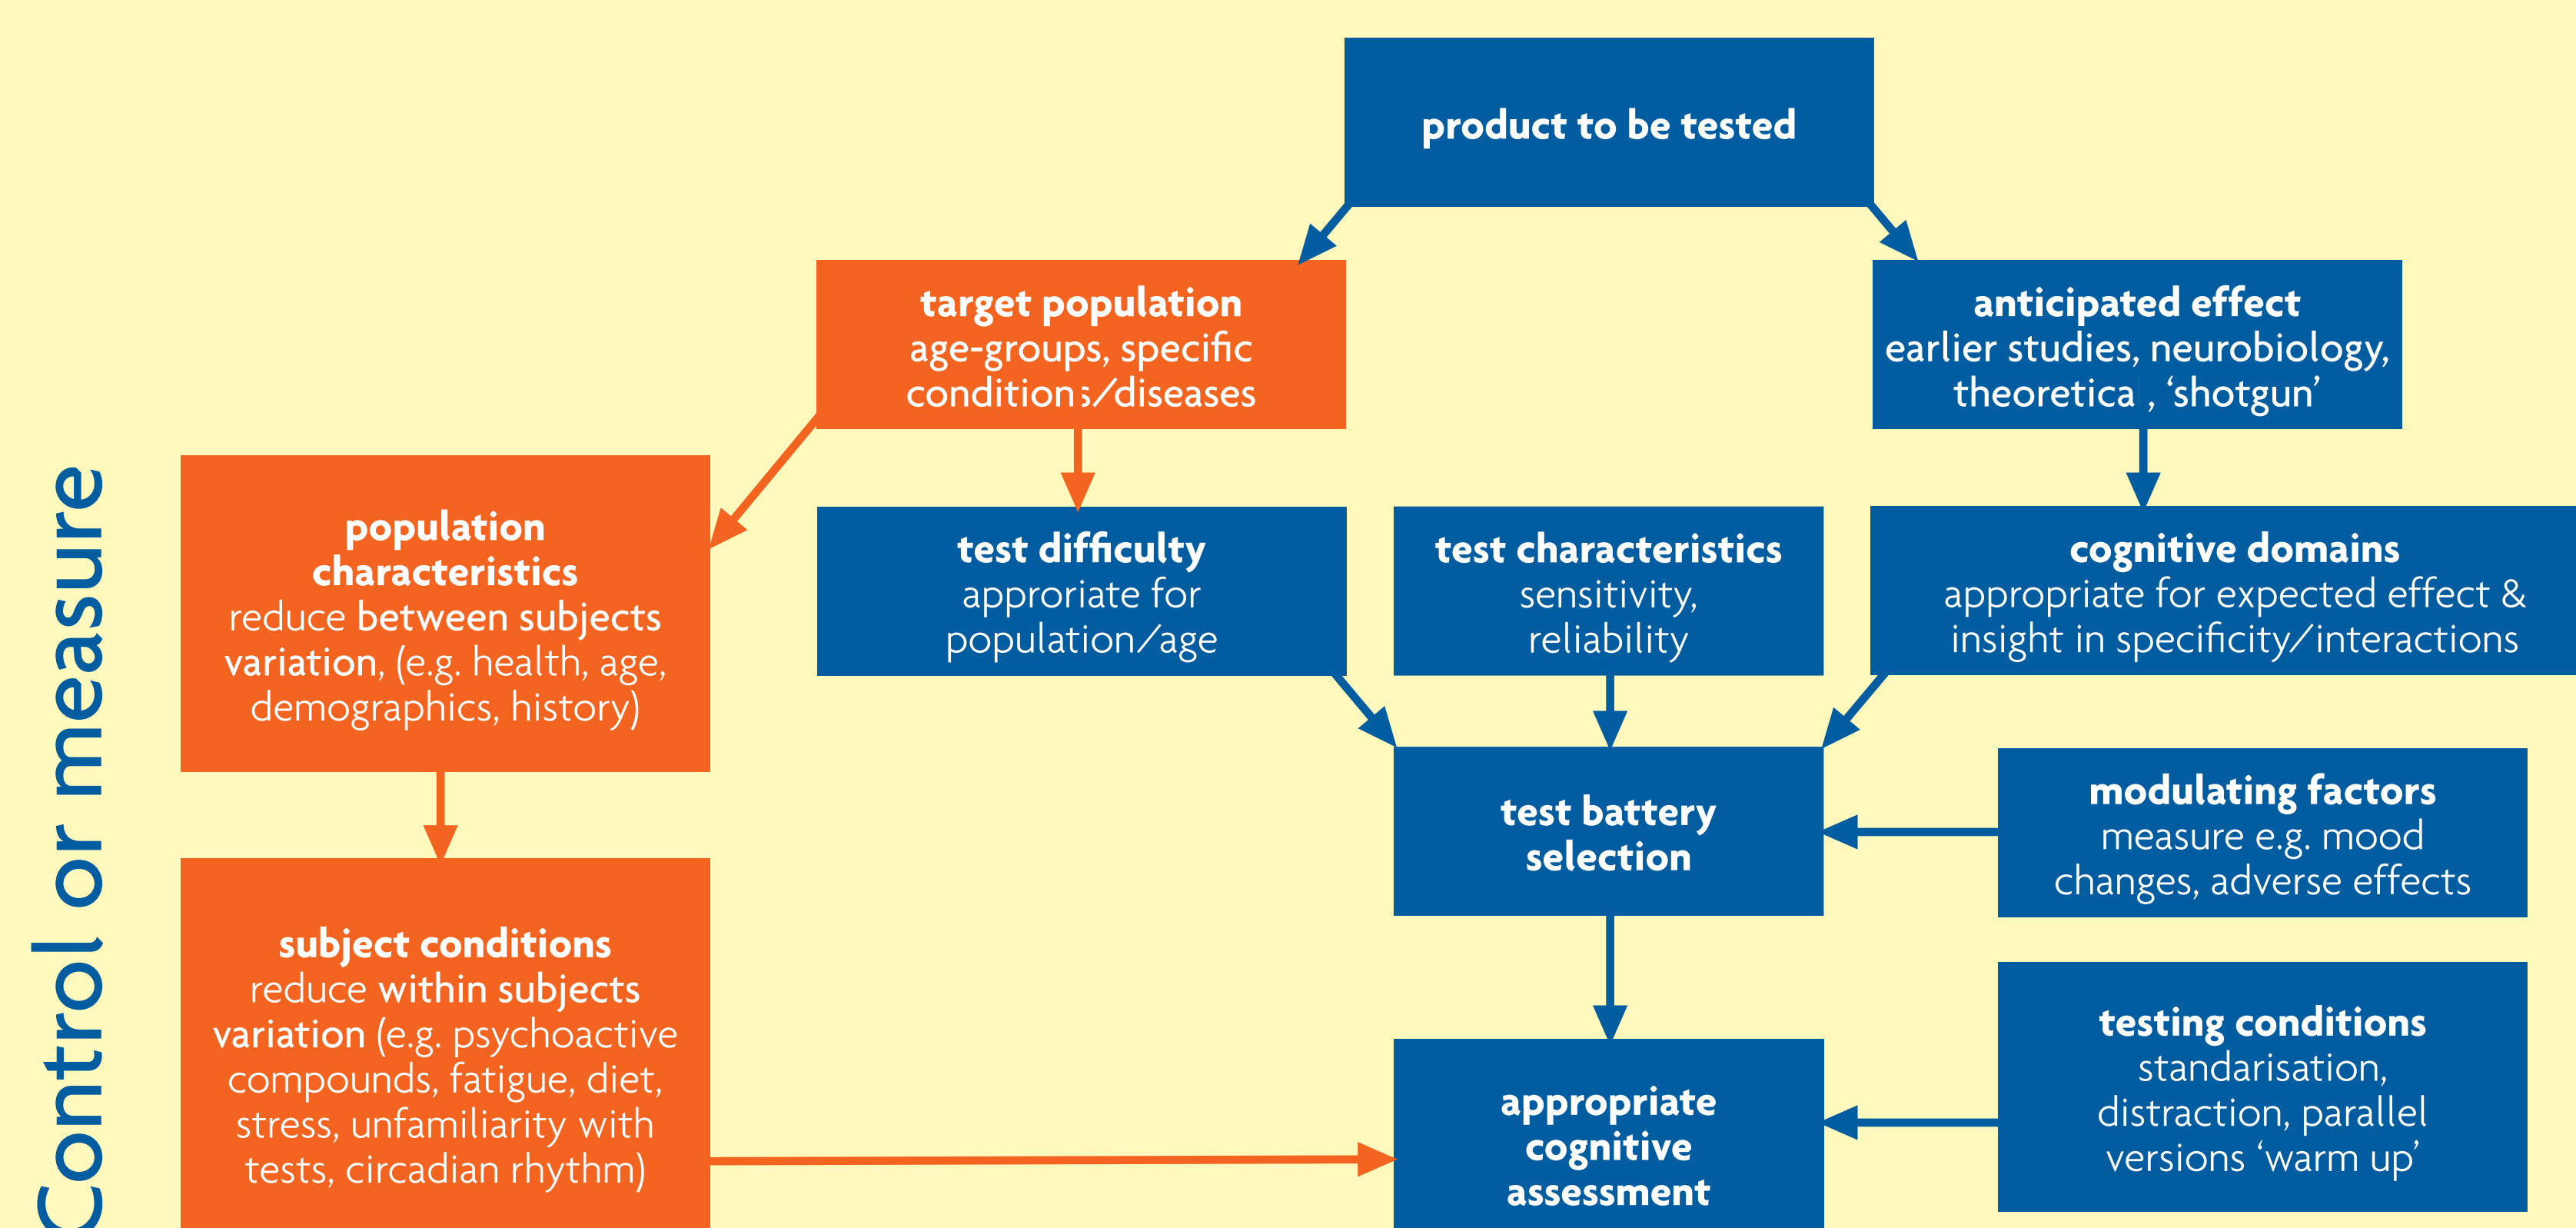 product to be tested
target population
age-groups, specific
conditions/diseases
anticipated effect
earlier studies, neurobiology,
theoretica , ‘shotgun’
Control or measure
population
characteristics
reduce between subjects
variation, (e.g. health, age,
demographics, history)
test difficulty
approriate for
population/age
test characteristics
sensitivity,
reliability
cognitive domains
appropriate for expected effect &
insight in specificity/interactions
test battery
selection
modulating factors
measure e.g. mood
changes, adverse effects
subject conditions
reduce within subjects
variation (e.g. psychoactive
compounds, fatigue, diet,
stress, unfamiliarity with
tests, circadian rhythm)
appropriate
cognitive
assessment
testing conditions
standarisation,
distraction, parallel
versions ‘warm up’